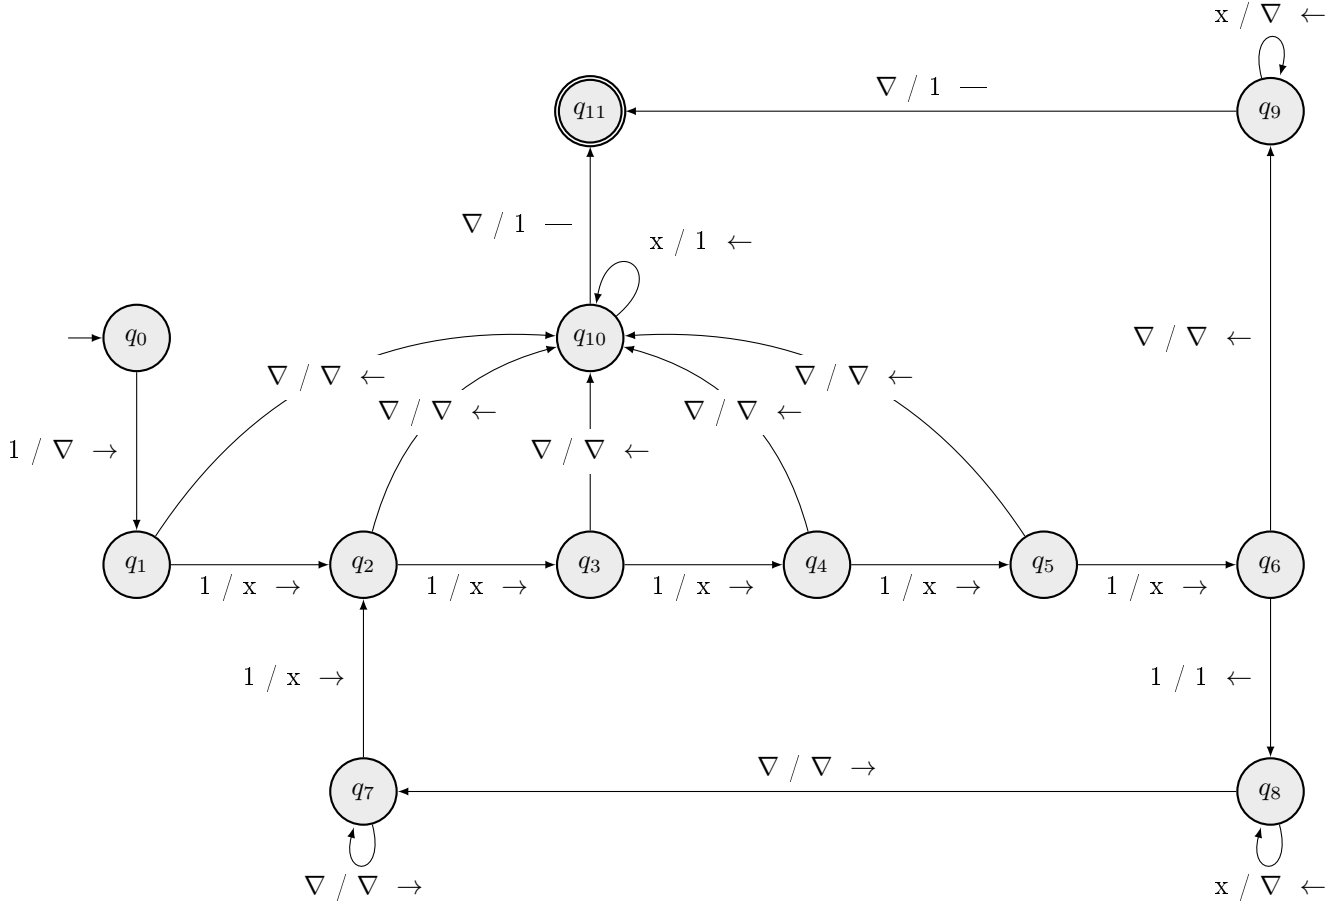 x / ∇ ←
∇ / 1 —
q11
q9
∇ / 1 —
x / 1 ←
q0
q10
∇ / ∇ ←
∇ / ∇ ←
∇ / ∇ ←
∇ / ∇ ←
∇ / ∇ ←
1 / ∇ →
∇ / ∇ ←
∇ / ∇ ←
q1
q2
q3
q4
q5
q6
1 / x →
1 / x →
1 / x →
1 / x →
1 / x →
1 / x →
1 / 1 ←
∇ / ∇ →
q7
q8
∇ / ∇ →
x / ∇ ←